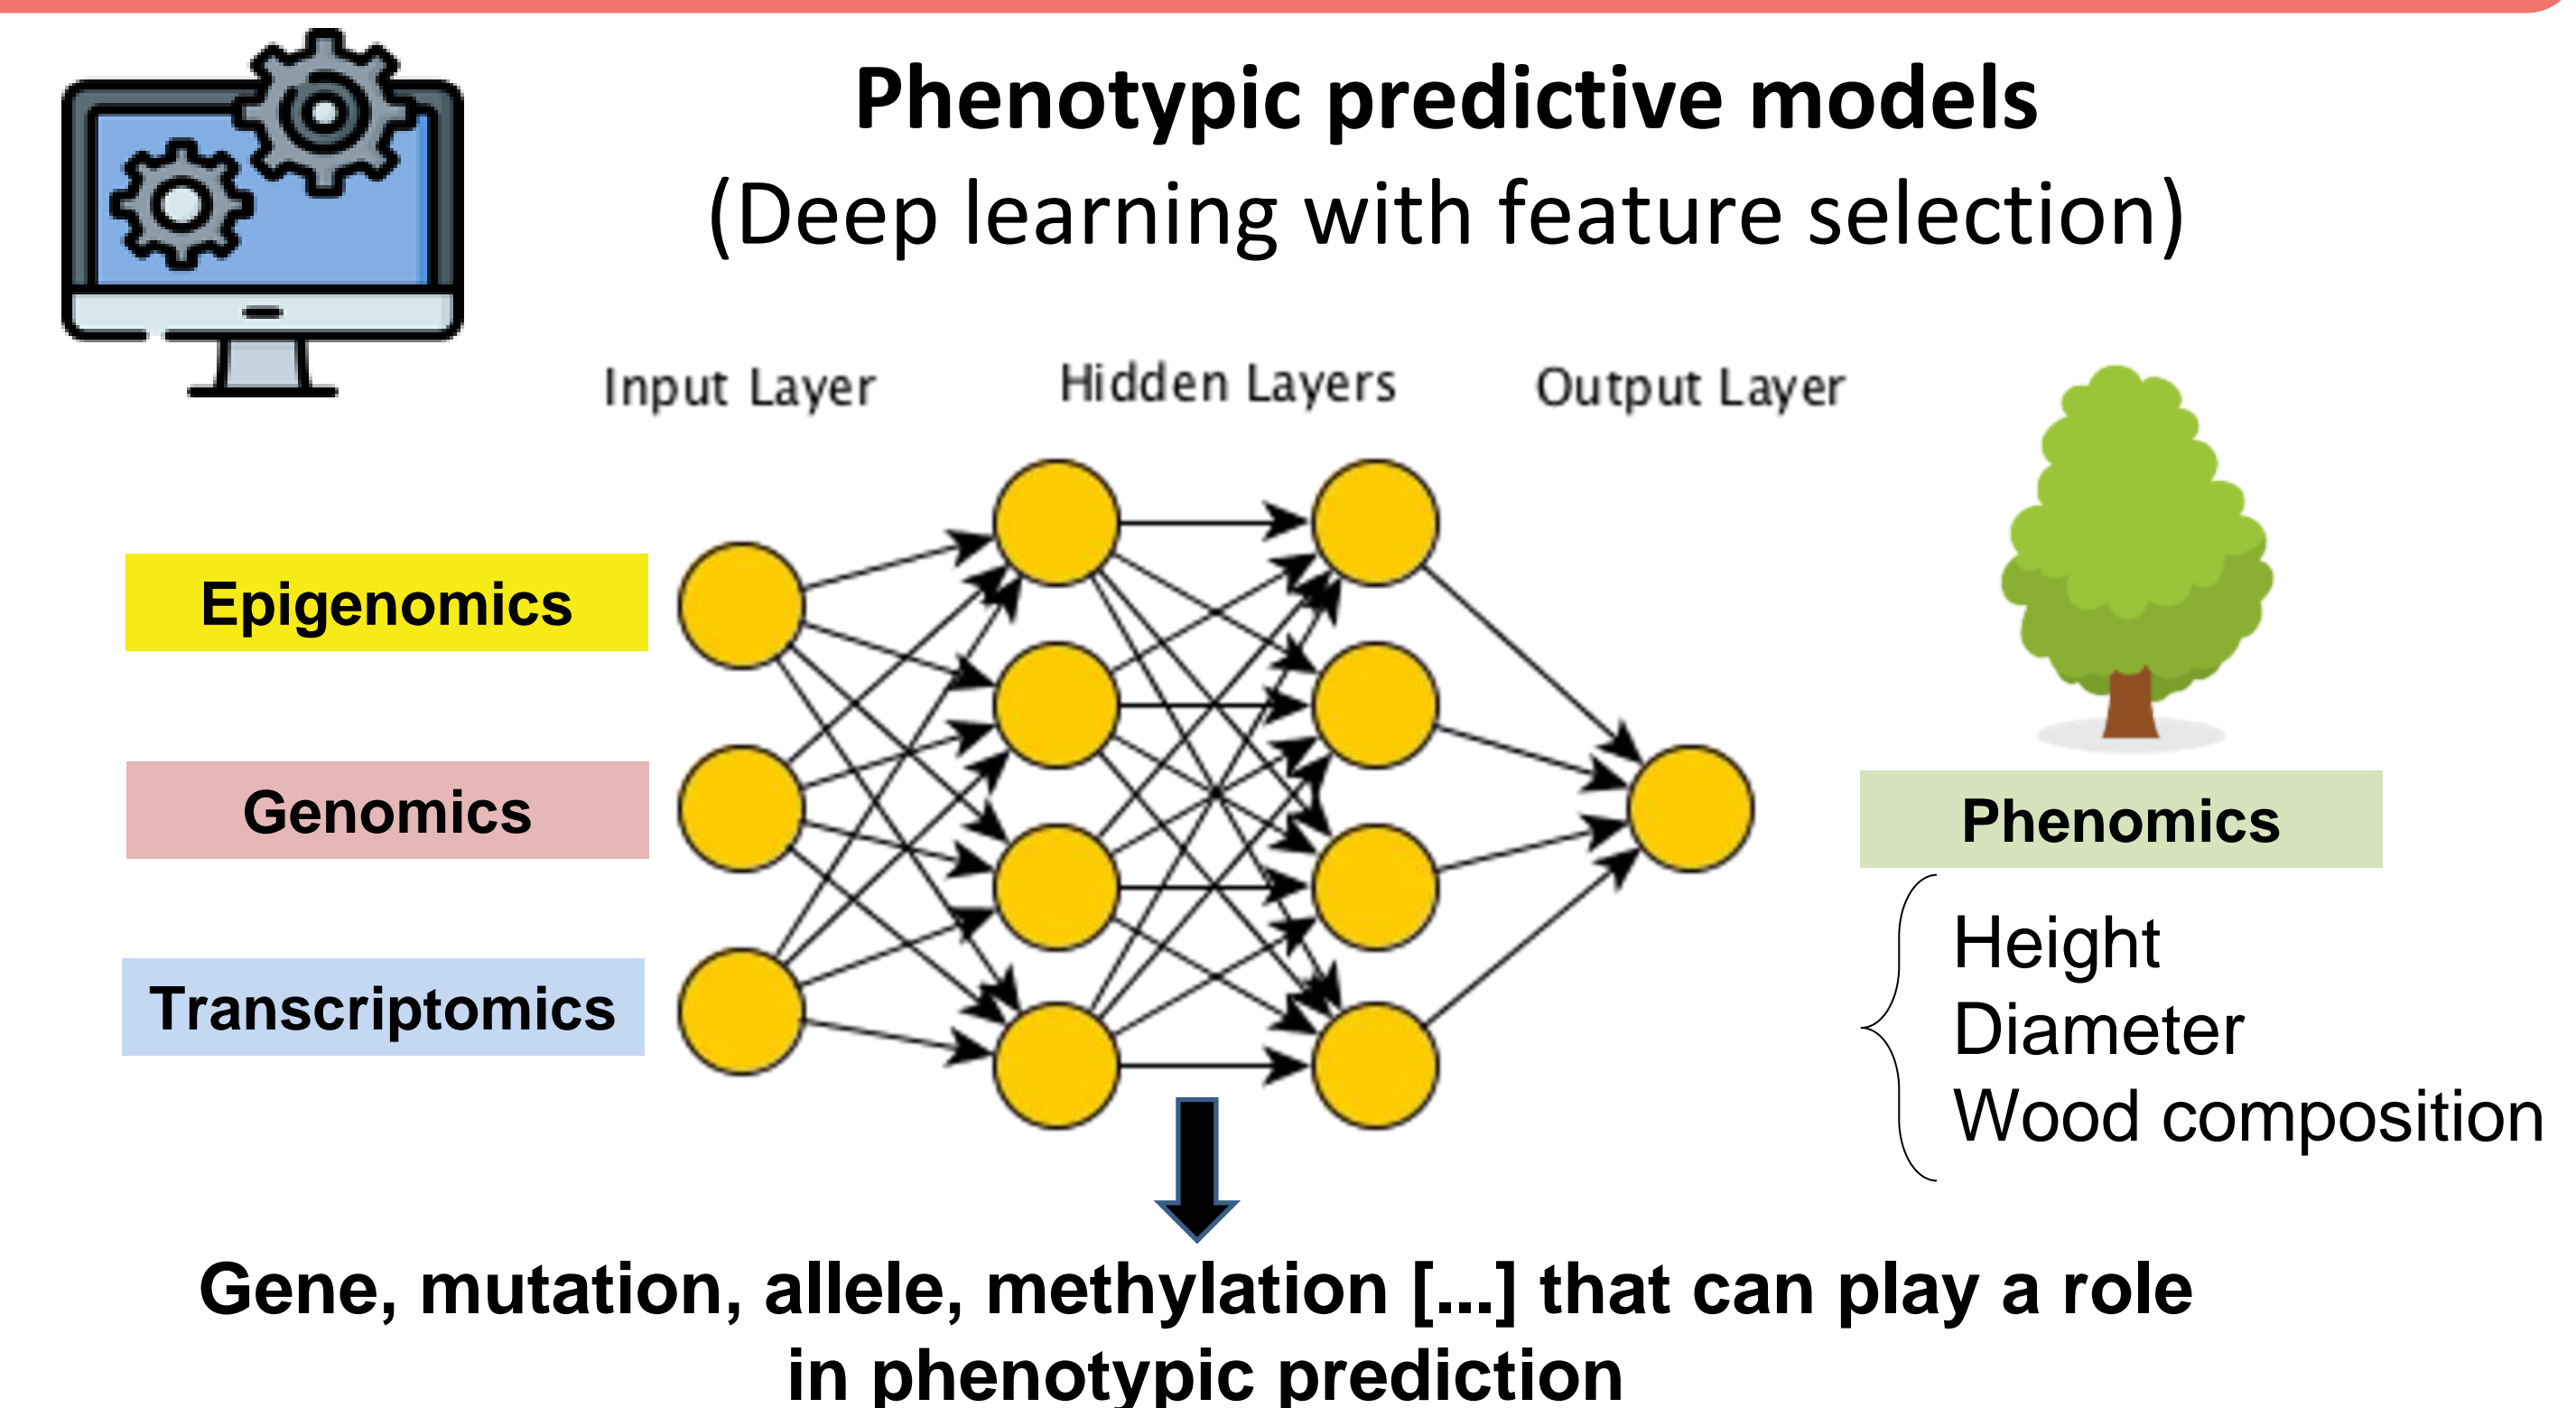 Phenotypic predictive models
(Deep learning with feature selection)
Input Layer
Hidden Layers
Output Layer
Epigenomics
Genomics
Transcriptomics
Phenomics
Height
Diameter
Wood composition
Gene, mutation, allele, methylation [...] that can play a role
in phenotypic prediction